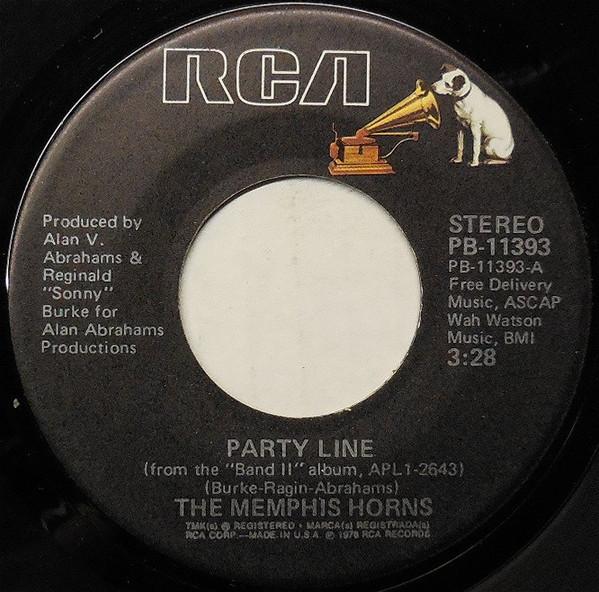 RCA
Produced by
Alan V.
Abrahams &
Reginald
"Sonny"
Burke for
Alan Abrahams
Productions
STEREO
PB-11393
PB-11393-A
Free Delivery
Music, ASCAP
Wah Watson
Music, BMI
3:28
PARTY LINE
(from the "Band II" album, APL1-2643)
(Burke-Ragin-Abrahams)
THE MEMPHIS HORNS
TMK(s) ® REGISTERED • MARCA(s) REGISTRADA(s)
RCA CORP.—MADE IN U.S.A. ℗ 1978 RCA RECORDS